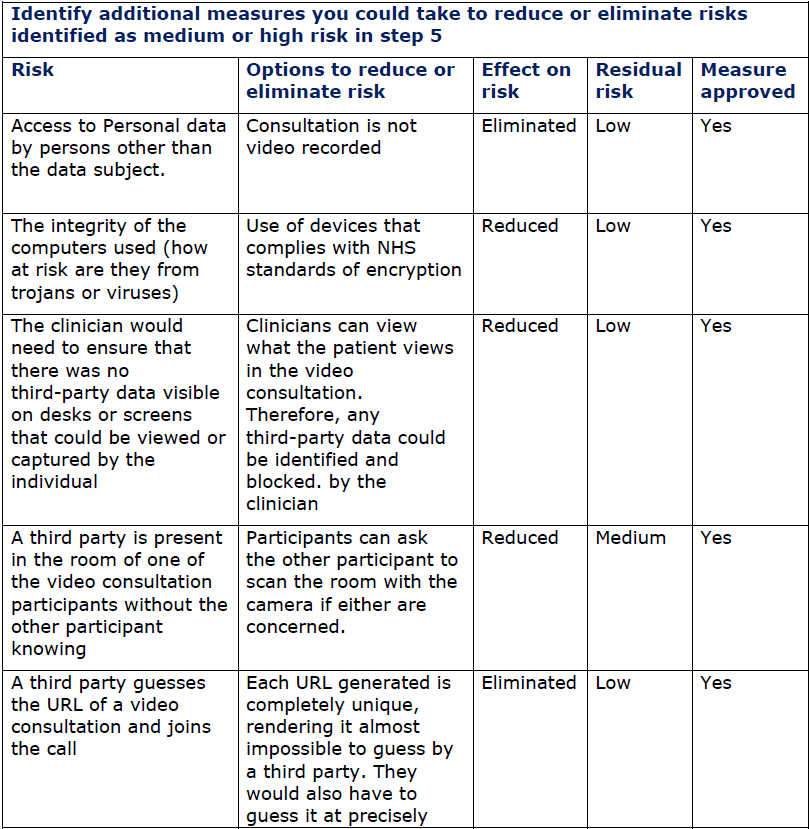 Identify additional measures you could take to reduce or eliminate risks
identified as medium or high risk in step 5
Risk
Options to reduce or
eliminate risk
Effect on
risk
Residual
risk
Measure
approved
Access to Personal data
by persons other than
the data subject.
Consultation is not
video recorded
Eliminated
Low
Yes
The integrity of the
computers used (how
at risk are they from
trojans or viruses)
Use of devices that
complies with NHS
standards of encryption
Reduced
Low
Yes
The clinician would
need to ensure that
there was no
third-party data visible
on desks or screens
that could be viewed or
captured by the
individual
Clinicians can view
what the patient views
in the video
consultation.
Therefore, any
third-party data could
be identified and
blocked. by the
clinician
Reduced
Low
Yes
A third party is present
in the room of one of
the video consultation
participants without the
other participant
knowing
Participants can ask
the other participant to
scan the room with the
camera if either are
concerned.
Reduced
Medium
Yes
A third party guesses
the URL of a video
consultation and joins
the call
Each URL generated is
completely unique,
rendering it almost
impossible to guess by
a third party. They
would also have to
guess it at precisely
Eliminated
Low
Yes